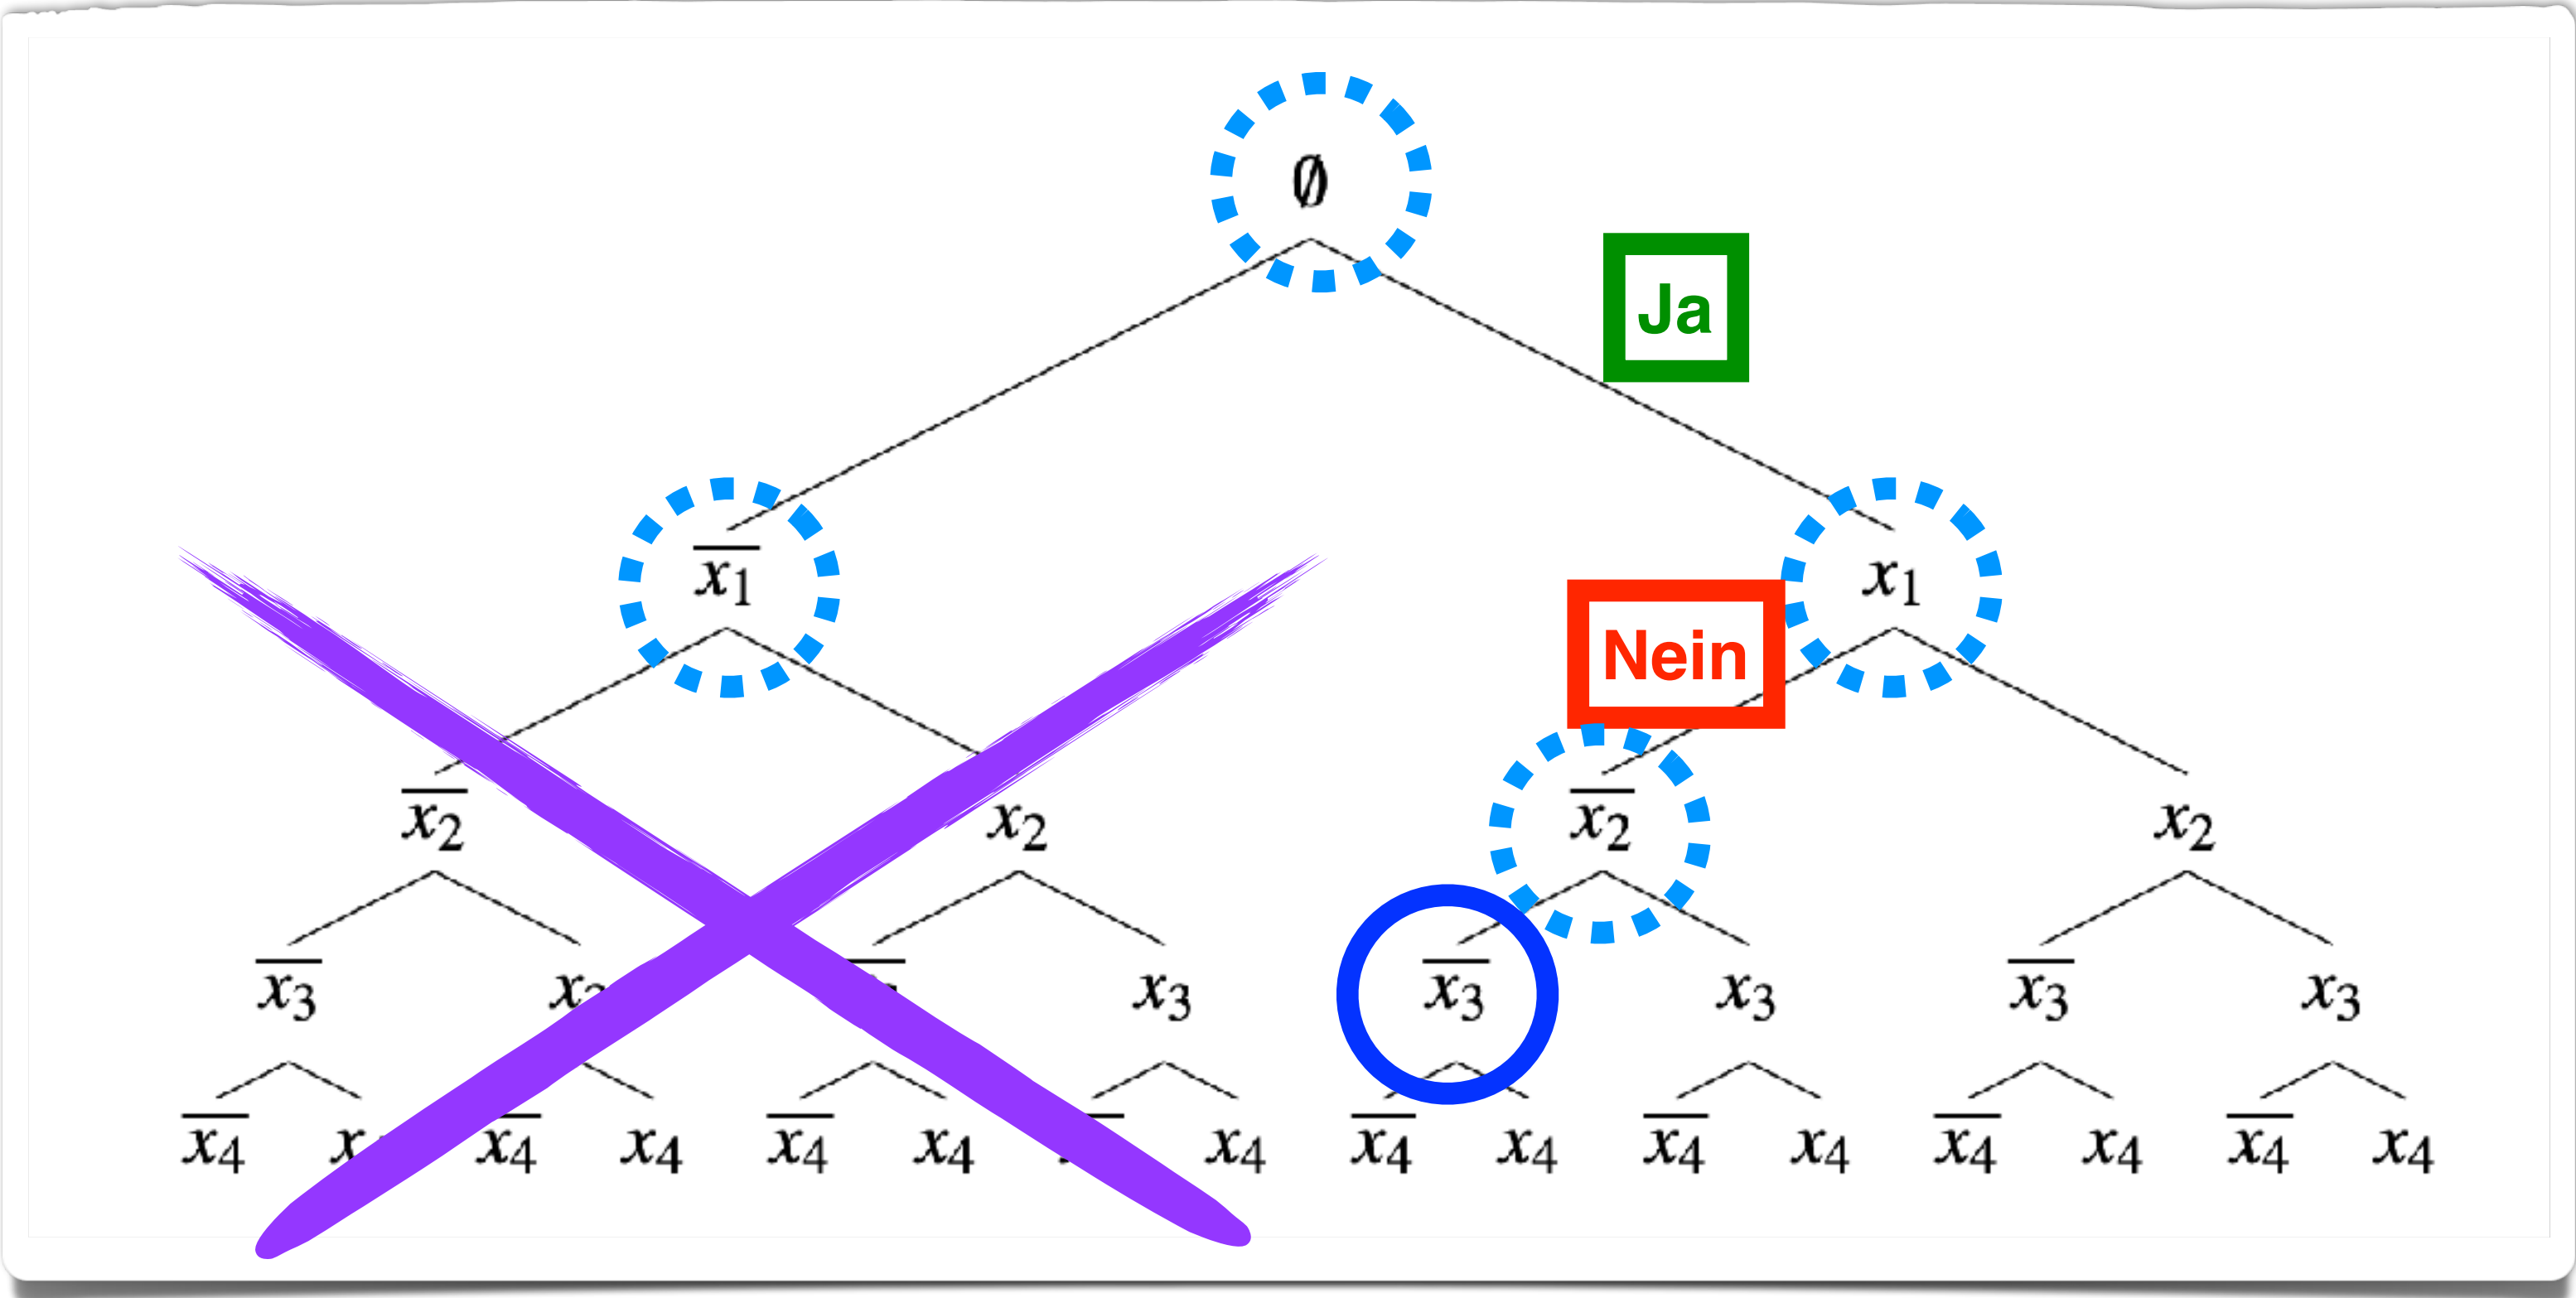 ∅
Ja
x̅₁ x₁
Nein
x̅₂ x₂ x̅₂ x₂
x̅₃ x₃ x̅₃ x₃ x̅₃ x₃
x̅₄ x̅₄ x₄ x̅₄ x₄ x₄ x̅₄ x₄ x̅₄ x₄ x̅₄ x₄ x̅₄ x₄